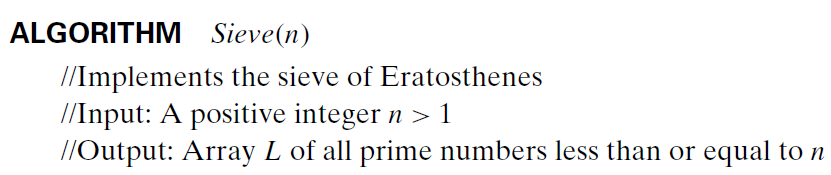 ALGORITHM Sieve(n)
//Implements the sieve of Eratosthenes
//Input: A positive integer n > 1
//Output: Array L of all prime numbers less than or equal to n